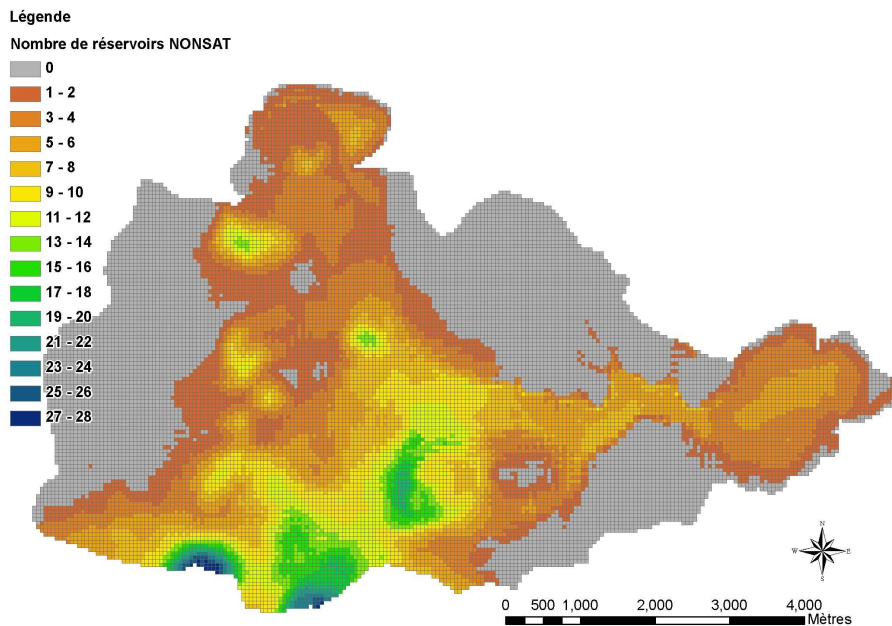 Légende
Nombre de réservoirs NONSAT
0
1 - 2
3 - 4
5 - 6
7 - 8
9 - 10
11 - 12
13 - 14
15 - 16
17 - 18
19 - 20
21 - 22
23 - 24
25 - 26
27 - 28
N
W E
S
0 500 1,000 2,000 3,000 4,000
Mètres